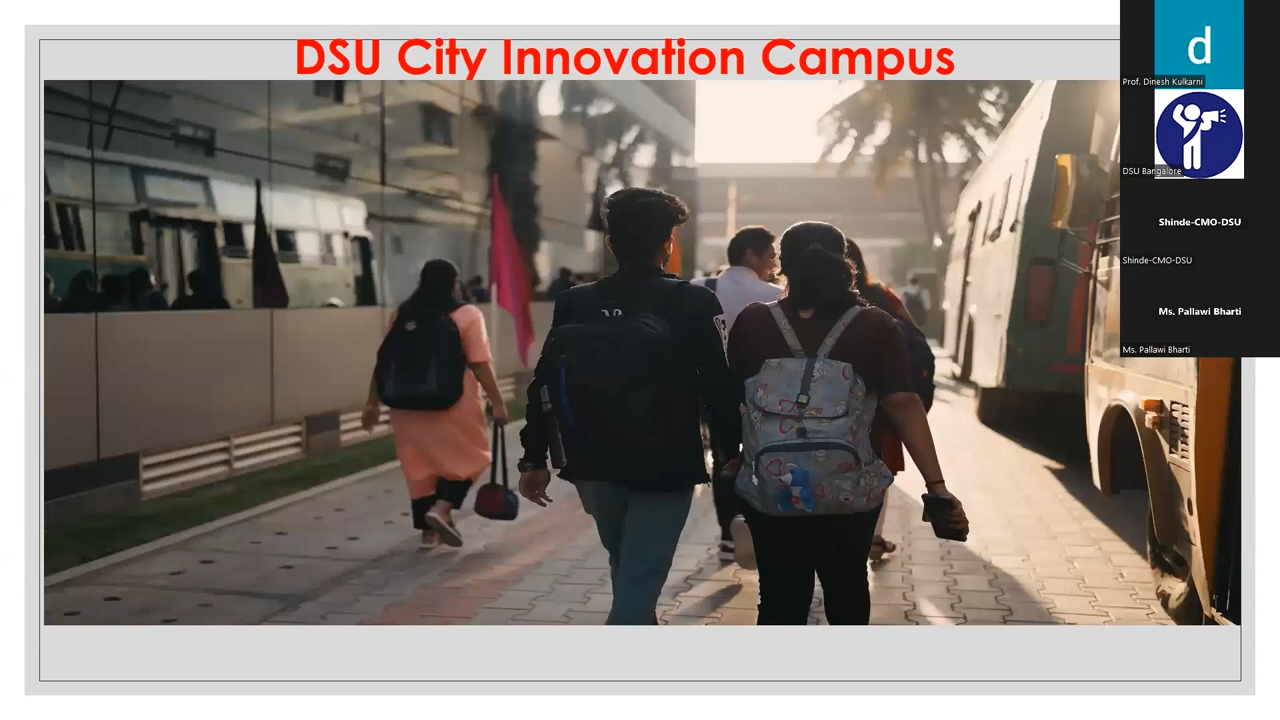 DSU City Innovation Campus
d
Prof. Dinesh Kulkarni
DSU Bangalore
Shinde-CMO-DSU
Shinde-CMO-DSU
Ms. Pallawi Bharti
Ms. Pallawi Bharti